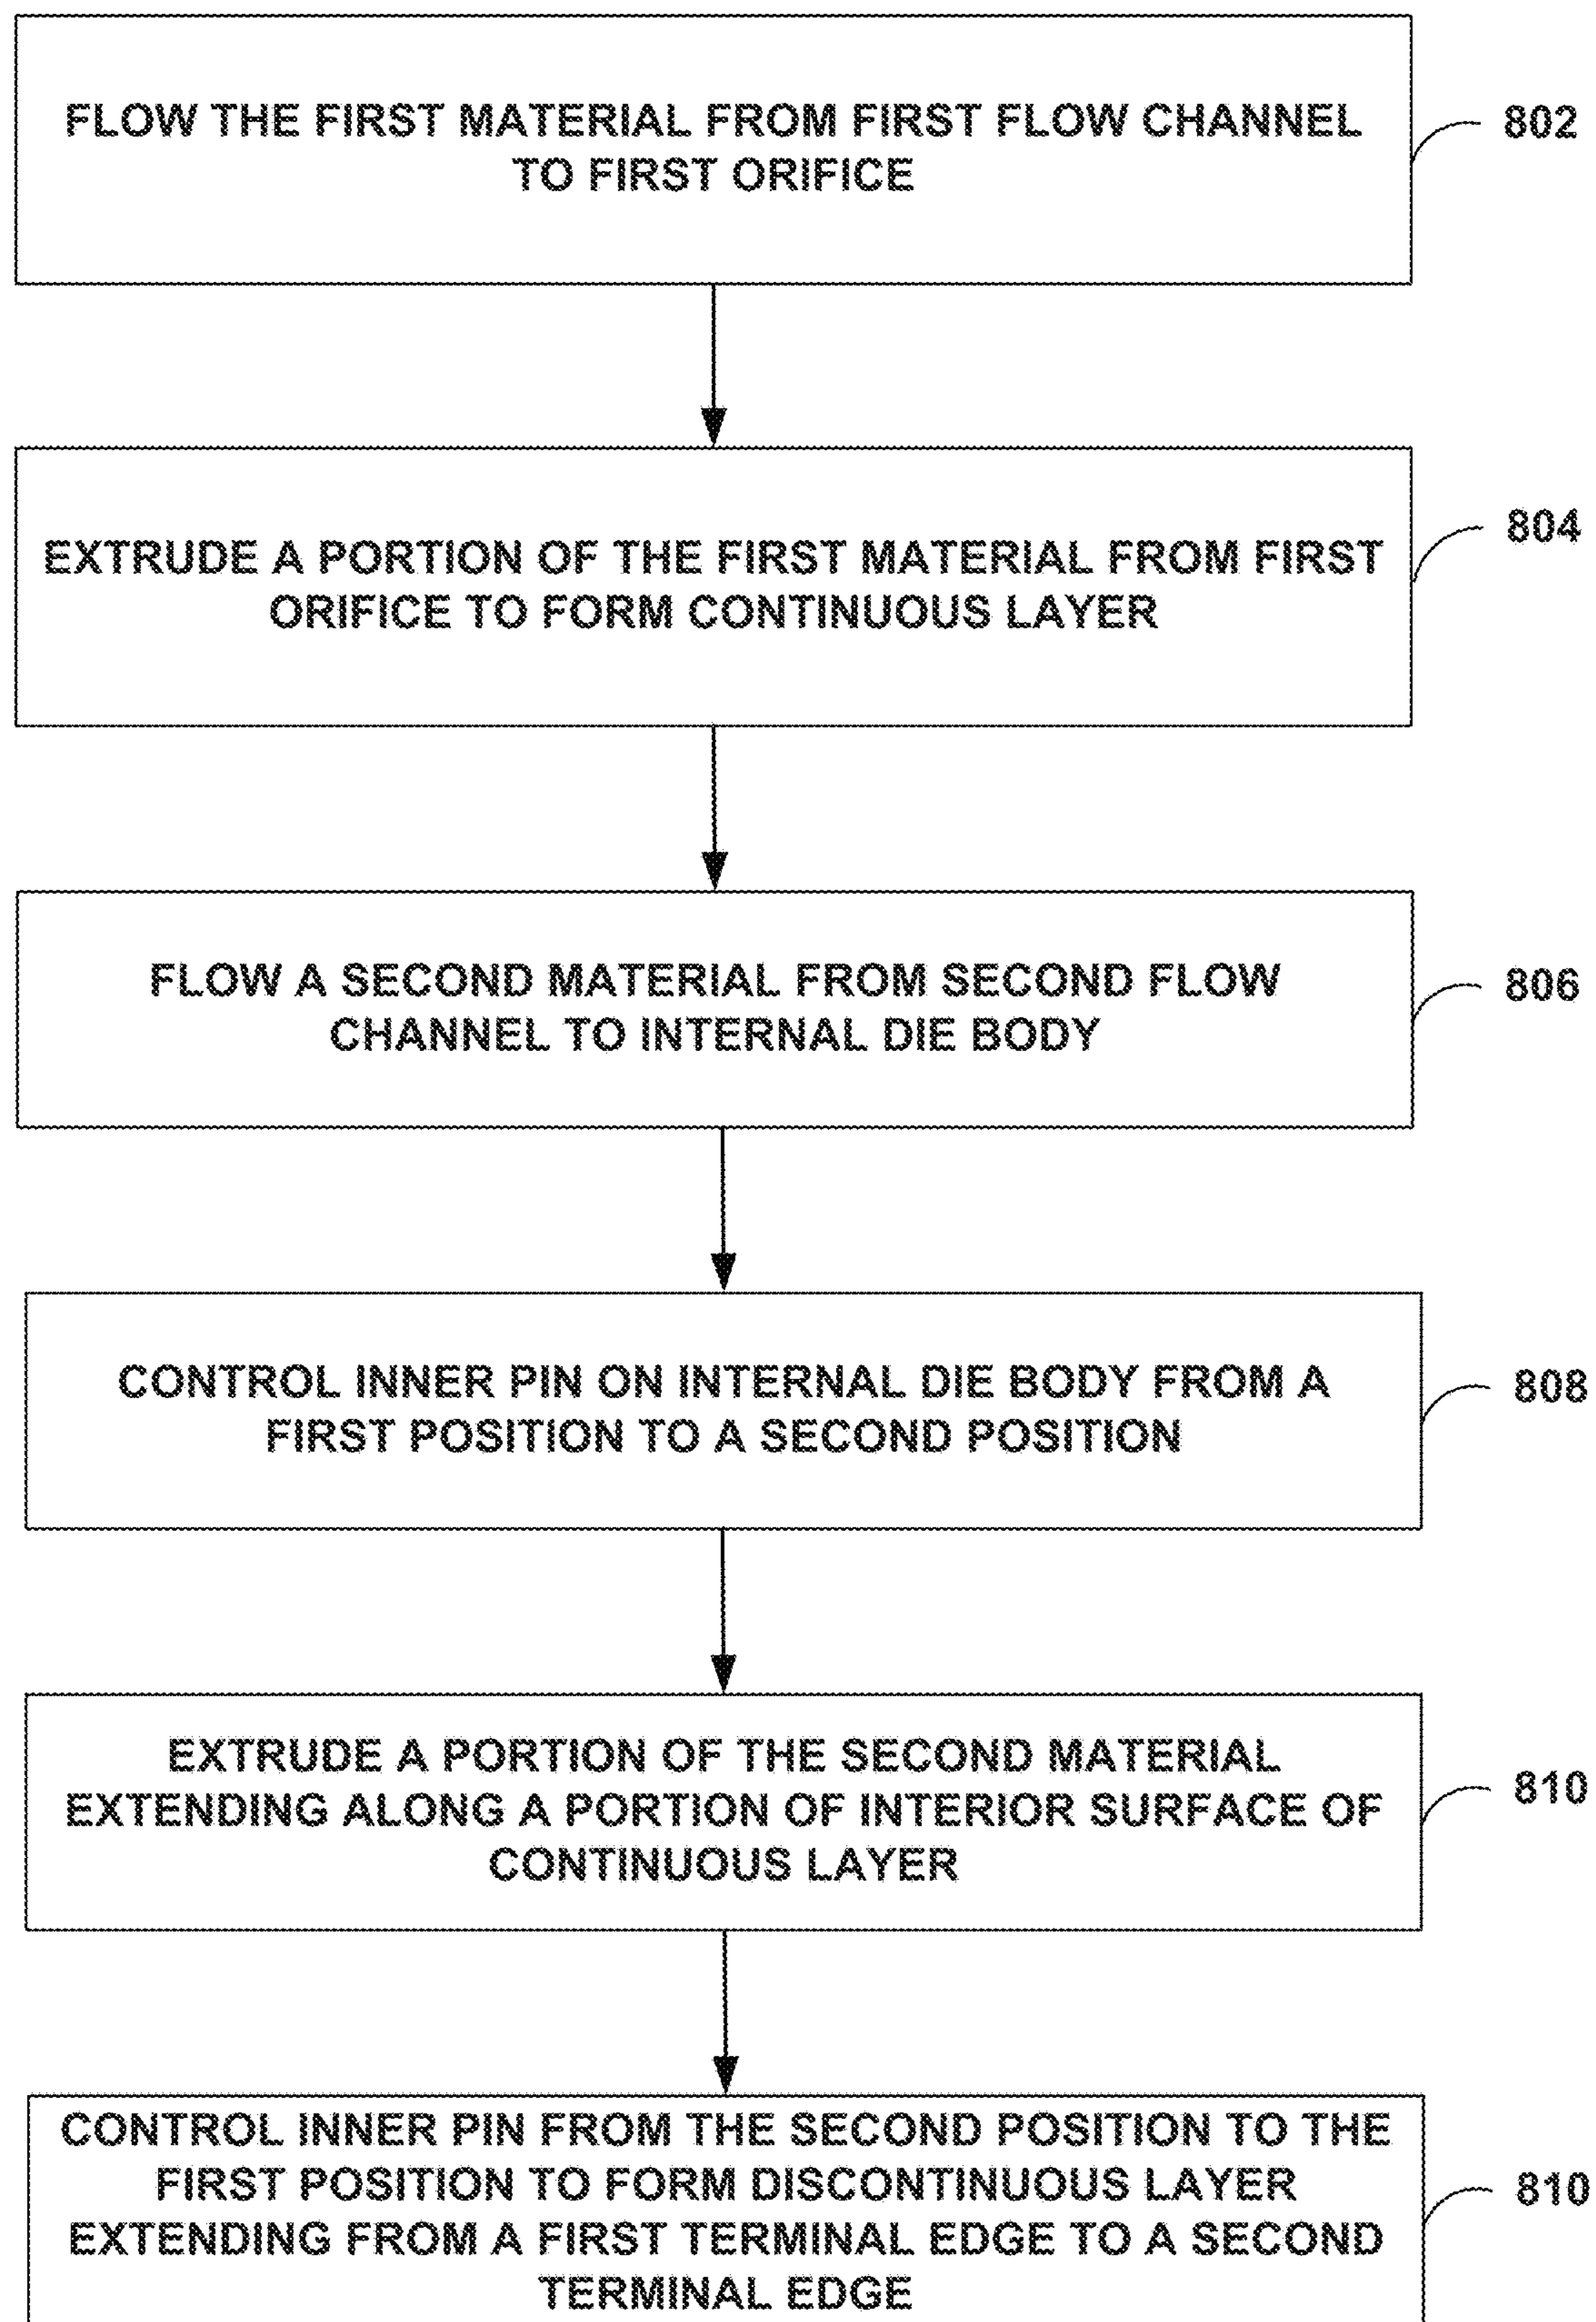 FLOW THE FIRST MATERIAL FROM FIRST FLOW CHANNEL
TO FIRST ORIFICE
802
EXTRUDE A PORTION OF THE FIRST MATERIAL FROM FIRST
ORIFICE TO FORM CONTINUOUS LAYER
804
FLOW A SECOND MATERIAL FROM SECOND FLOW
CHANNEL TO INTERNAL DIE BODY
806
CONTROL INNER PIN ON INTERNAL DIE BODY FROM A
FIRST POSITION TO A SECOND POSITION
808
EXTRUDE A PORTION OF THE SECOND MATERIAL
EXTENDING ALONG A PORTION OF INTERIOR SURFACE OF
CONTINUOUS LAYER
810
CONTROL INNER PIN FROM THE SECOND POSITION TO THE
FIRST POSITION TO FORM DISCONTINUOUS LAYER
EXTENDING FROM A FIRST TERMINAL EDGE TO A SECOND
TERMINAL EDGE
810